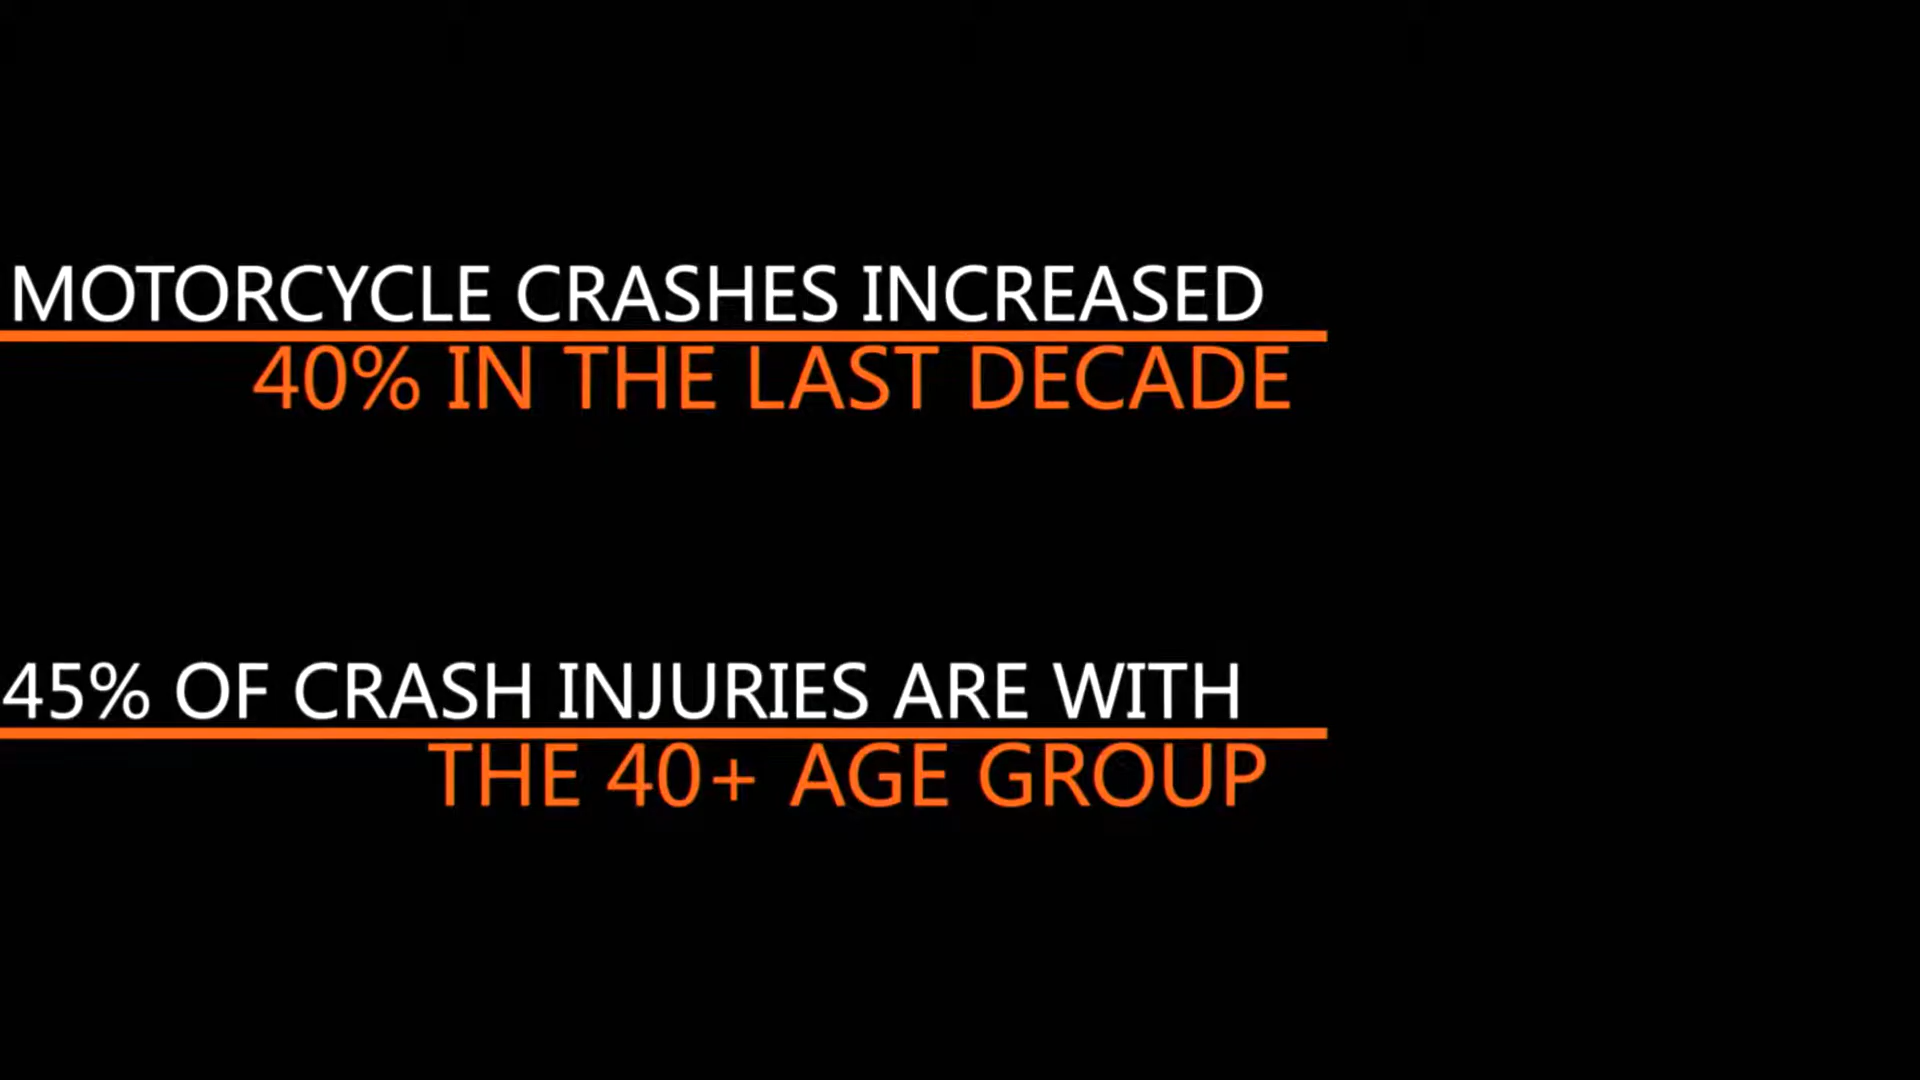 MOTORCYCLE CRASHES INCREASED
40% IN THE LAST DECADE
45% OF CRASH INJURIES ARE WITH
THE 40+ AGE GROUP